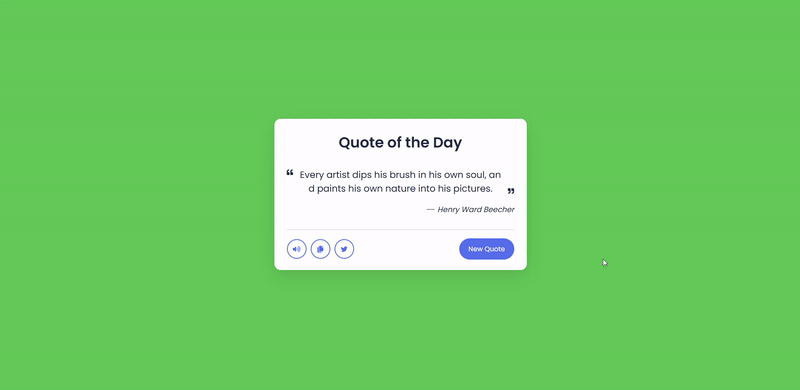 Quote of the Day
“ Every artist dips his brush in his own soul, an
d paints his own nature into his pictures. ”
— Henry Ward Beecher
New Quote